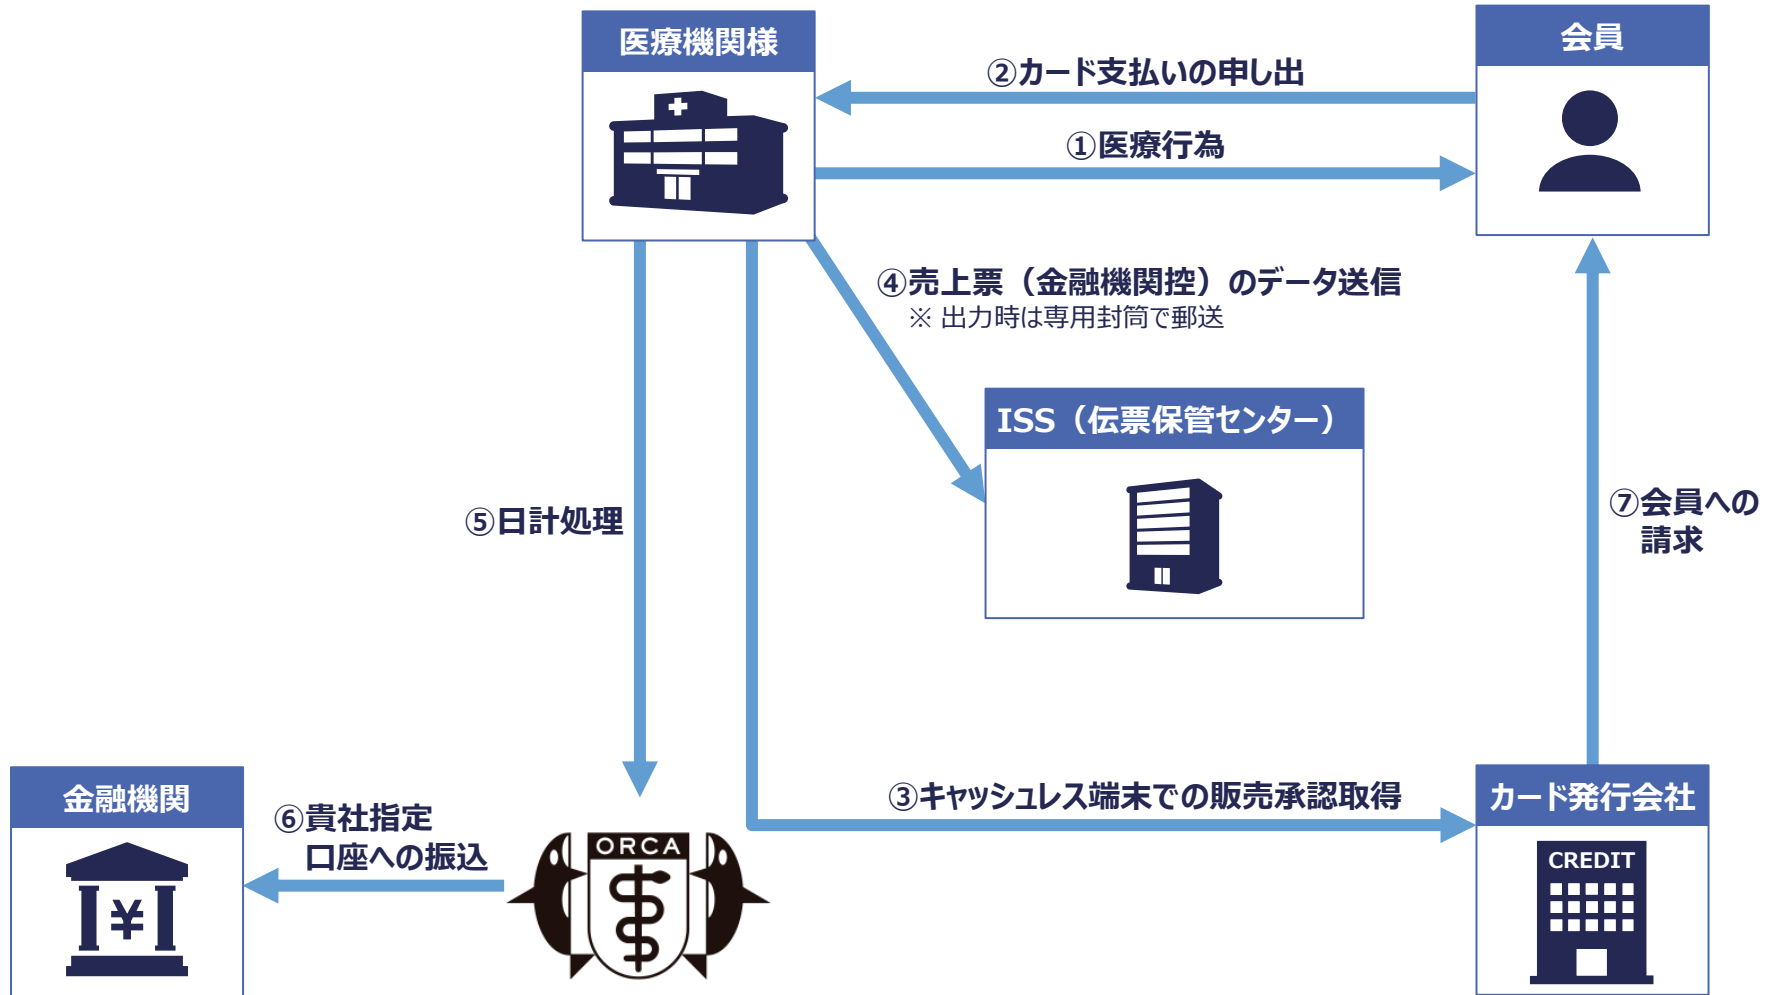 医療機関様
会員
②カード支払いの申し出
①医療行為
④売上票（金融機関控）のデータ送信
※ 出力時は専用封筒で郵送
ISS（伝票保管センター）
⑤日計処理
⑦会員への
請求
金融機関
⑥貴社指定
口座への振込
③キャッシュレス端末での販売承認取得
カード発行会社
ORCA
CREDIT
¥